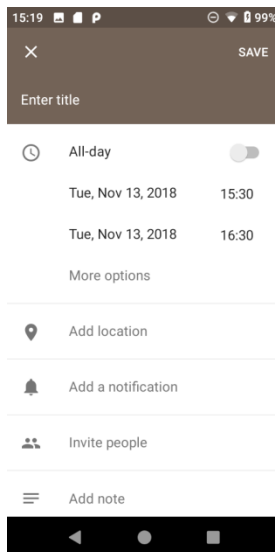 15:19
99%
SAVE
Enter title
All-day
Tue, Nov 13, 2018 15:30
Tue, Nov 13, 2018 16:30
More options
Add location
Add a notification
Invite people
Add note